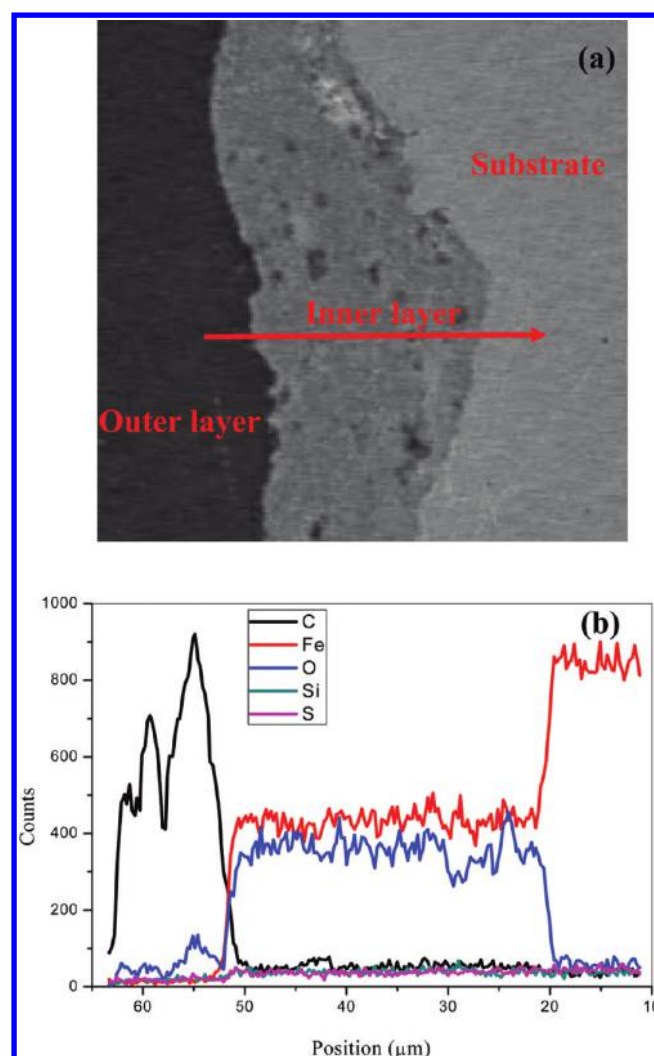 (a)
Substrate
Inner layer
Outer layer
(b)
1000
800
600
400
200
0
Counts
C
Fe
O
Si
S
60
50
40
30
20
10
Position (μm)